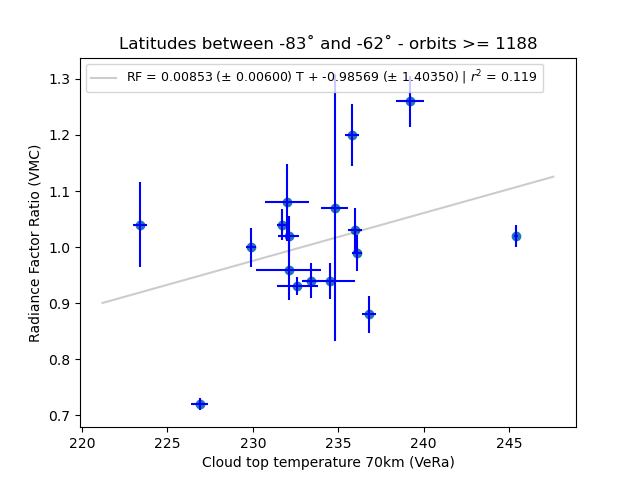 Latitudes between -83˚ and -62˚ - orbits >= 1188
RF = 0.00853 (± 0.00600) T + -0.98569 (± 1.40350) | r² = 0.119
Radiance Factor Ratio (VMC)
1.3
1.2
1.1
1.0
0.9
0.8
0.7
220 225 230 235 240 245
Cloud top temperature 70km (VeRa)